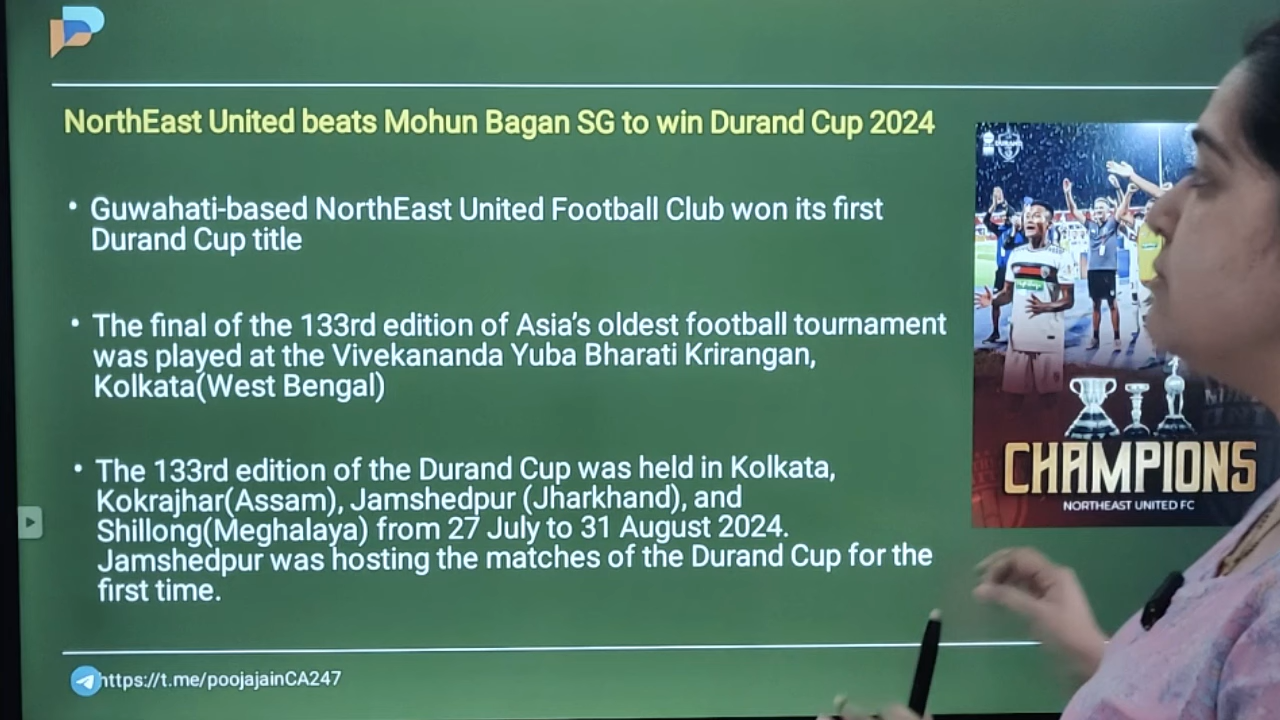 NorthEast United beats Mohun Bagan SG to win Durand Cup 2024
• Guwahati-based NorthEast United Football Club won its first
Durand Cup title
• The final of the 133rd edition of Asia's oldest football tournament
was played at the Vivekananda Yuba Bharati Krirangan,
Kolkata(West Bengal)
• The 133rd edition of the Durand Cup was held in Kolkata,
Kokrajhar(Assam), Jamshedpur (Jharkhand), and
Shillong(Meghalaya) from 27 July to 31 August 2024.
Jamshedpur was hosting the matches of the Durand Cup for the
first time.
DURAND
CHAMPIONS
NORTHEAST UNITED FC
https://t.me/poojajainCA247